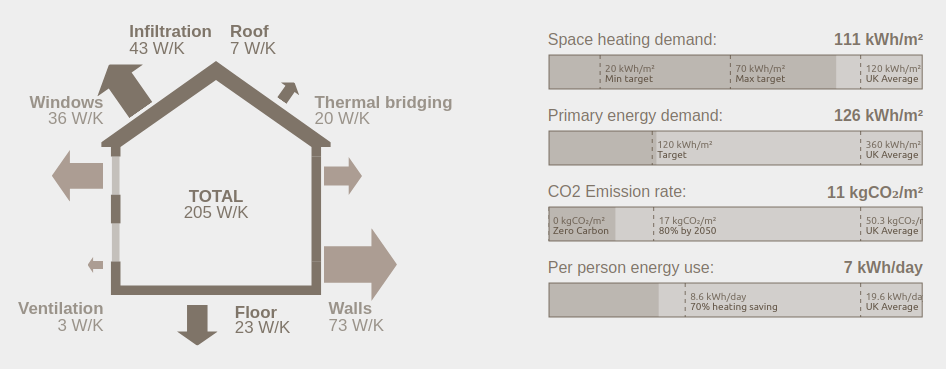 Infiltration
43 W/K
Roof
7 W/K
Windows
36 W/K
Thermal bridging
20 W/K
TOTAL
205 W/K
Ventilation
3 W/K
Floor
23 W/K
Walls
73 W/K
Space heating demand: 111 kWh/m²
20 kWh/m² 70 kWh/m² 120 kWh/m²
Min target Max target UK Average
Primary energy demand: 126 kWh/m²
120 kWh/m² 360 kWh/m²
Target UK Average
CO2 Emission rate: 11 kgCO₂/m²
0 kgCO₂/m² 17 kgCO₂/m² 50.3 kgCO₂/
Zero Carbon 80% by 2050 UK Average
Per person energy use: 7 kWh/day
8.6 kWh/day 19.6 kWh/da
70% heating saving UK Average